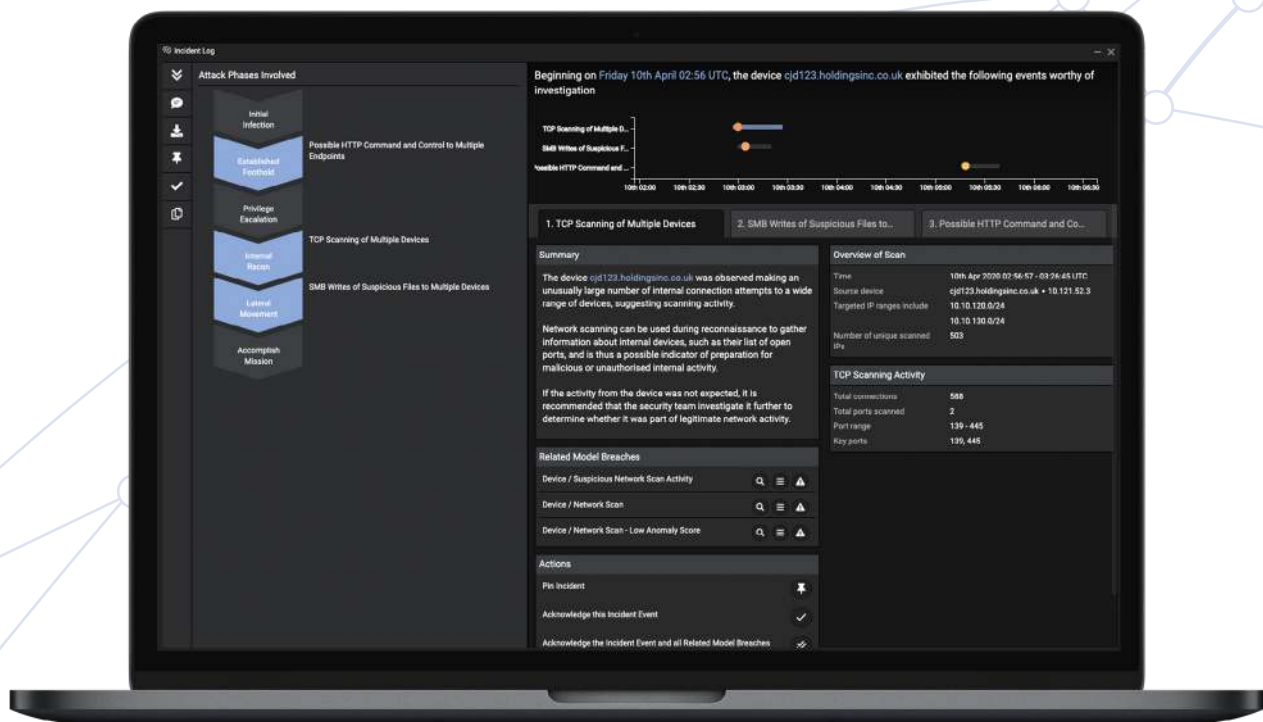 Incident Log
Attack Phases Involved
Initial
Infection
Established
Foothold
Possible HTTP Command and Control to Multiple
Endpoints
Privilege
Escalation
Internal
Recon
TCP Scanning of Multiple Devices
Lateral
Movement
SMB Writes of Suspicious Files to Multiple Devices
Accomplish
Mission
Beginning on Friday 10th April 02:56 UTC, the device cjd123.holdingsinc.co.uk exhibited the following events worthy of
investigation
TCP Scanning of Multiple D...
SMB Writes of Suspicious F...
Possible HTTP Command and ...
10th 02:00 10th 02:30 10th 03:00 10th 03:30 10th 04:00 10th 04:30 10th 05:00 10th 05:30 10th 06:00 10th 06:30
1. TCP Scanning of Multiple Devices
2. SMB Writes of Suspicious Files to...
3. Possible HTTP Command and Co...
Summary
The device cjd123.holdingsinc.co.uk was observed making an
unusually large number of internal connection attempts to a wide
range of devices, suggesting scanning activity.
Network scanning can be used during reconnaissance to gather
information about internal devices, such as their list of open
ports, and is thus a possible indicator of preparation for
malicious or unauthorised internal activity.
If the activity from the device was not expected, it is
recommended that the security team investigate it further to
determine whether it was part of legitimate network activity.
Related Model Breaches
Device / Suspicious Network Scan Activity
Device / Network Scan
Device / Network Scan - Low Anomaly Score
Actions
Pin Incident
Acknowledge this Incident Event
Acknowledge the Incident Event and all Related Model Breaches
Overview of Scan
Time 10th Apr 2020 02:56:57 - 03:26:45 UTC
Source device cjd123.holdingsinc.co.uk • 10.121.52.3
Targeted IP ranges include 10.10.120.0/24
10.10.130.0/24
Number of unique scanned 503
IPs
TCP Scanning Activity
Total connections 588
Total ports scanned 2
Port range 139 - 445
Key ports 139, 445